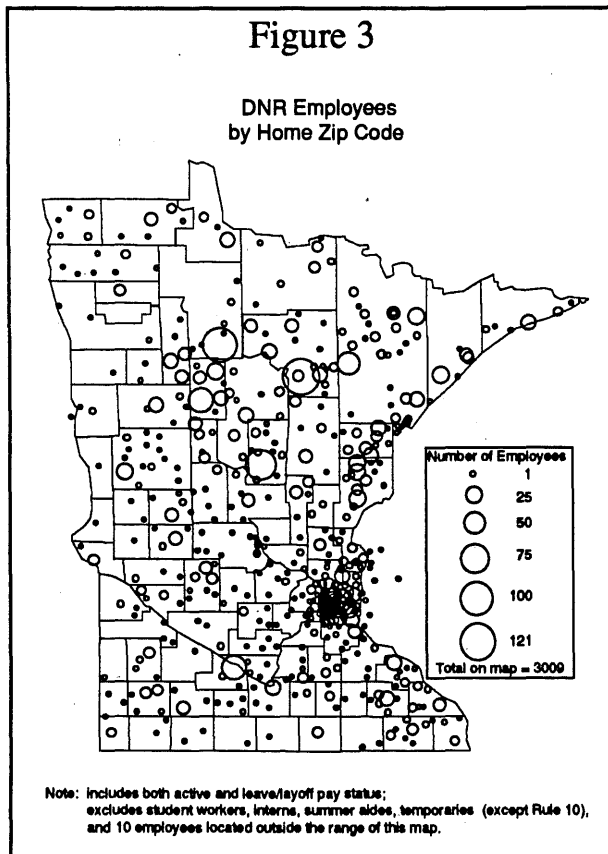 Figure 3
DNR Employees
by Home Zip Code
Number of Employees
1
25
50
75
100
121
Total on map = 3009
Note: includes both active and leave/layoff pay status;
excludes student workers, interns, summer aides, temporaries (except Rule 10),
and 10 employees located outside the range of this map.